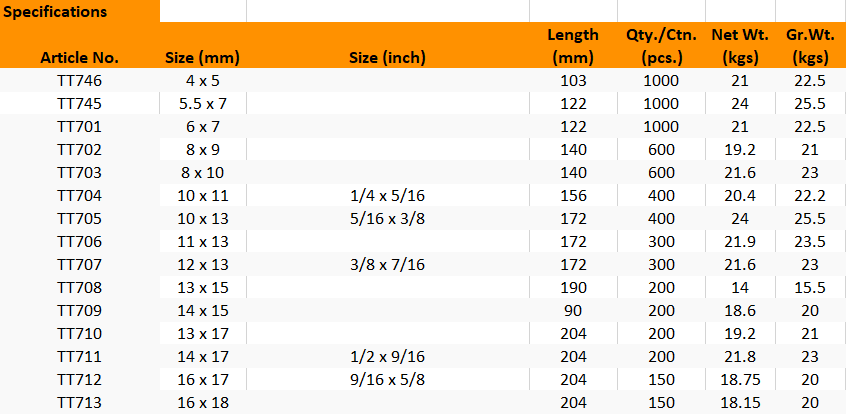 Specifications
Length Qty./Ctn. Net Wt. Gr.Wt.
Article No. Size (mm) Size (inch) (mm) (pcs.) (kgs) (kgs)
TT746 4 x 5 103 1000 21 22.5
TT745 5.5 x 7 122 1000 24 25.5
TT701 6 x 7 122 1000 21 22.5
TT702 8 x 9 140 600 19.2 21
TT703 8 x 10 140 600 21.6 23
TT704 10 x 11 1/4 x 5/16 156 400 20.4 22.2
TT705 10 x 13 5/16 x 3/8 172 400 24 25.5
TT706 11 x 13 172 300 21.9 23.5
TT707 12 x 13 3/8 x 7/16 172 300 21.6 23
TT708 13 x 15 190 200 14 15.5
TT709 14 x 15 90 200 18.6 20
TT710 13 x 17 204 200 19.2 21
TT711 14 x 17 1/2 x 9/16 204 200 21.8 23
TT712 16 x 17 9/16 x 5/8 204 150 18.75 20
TT713 16 x 18 204 150 18.15 20